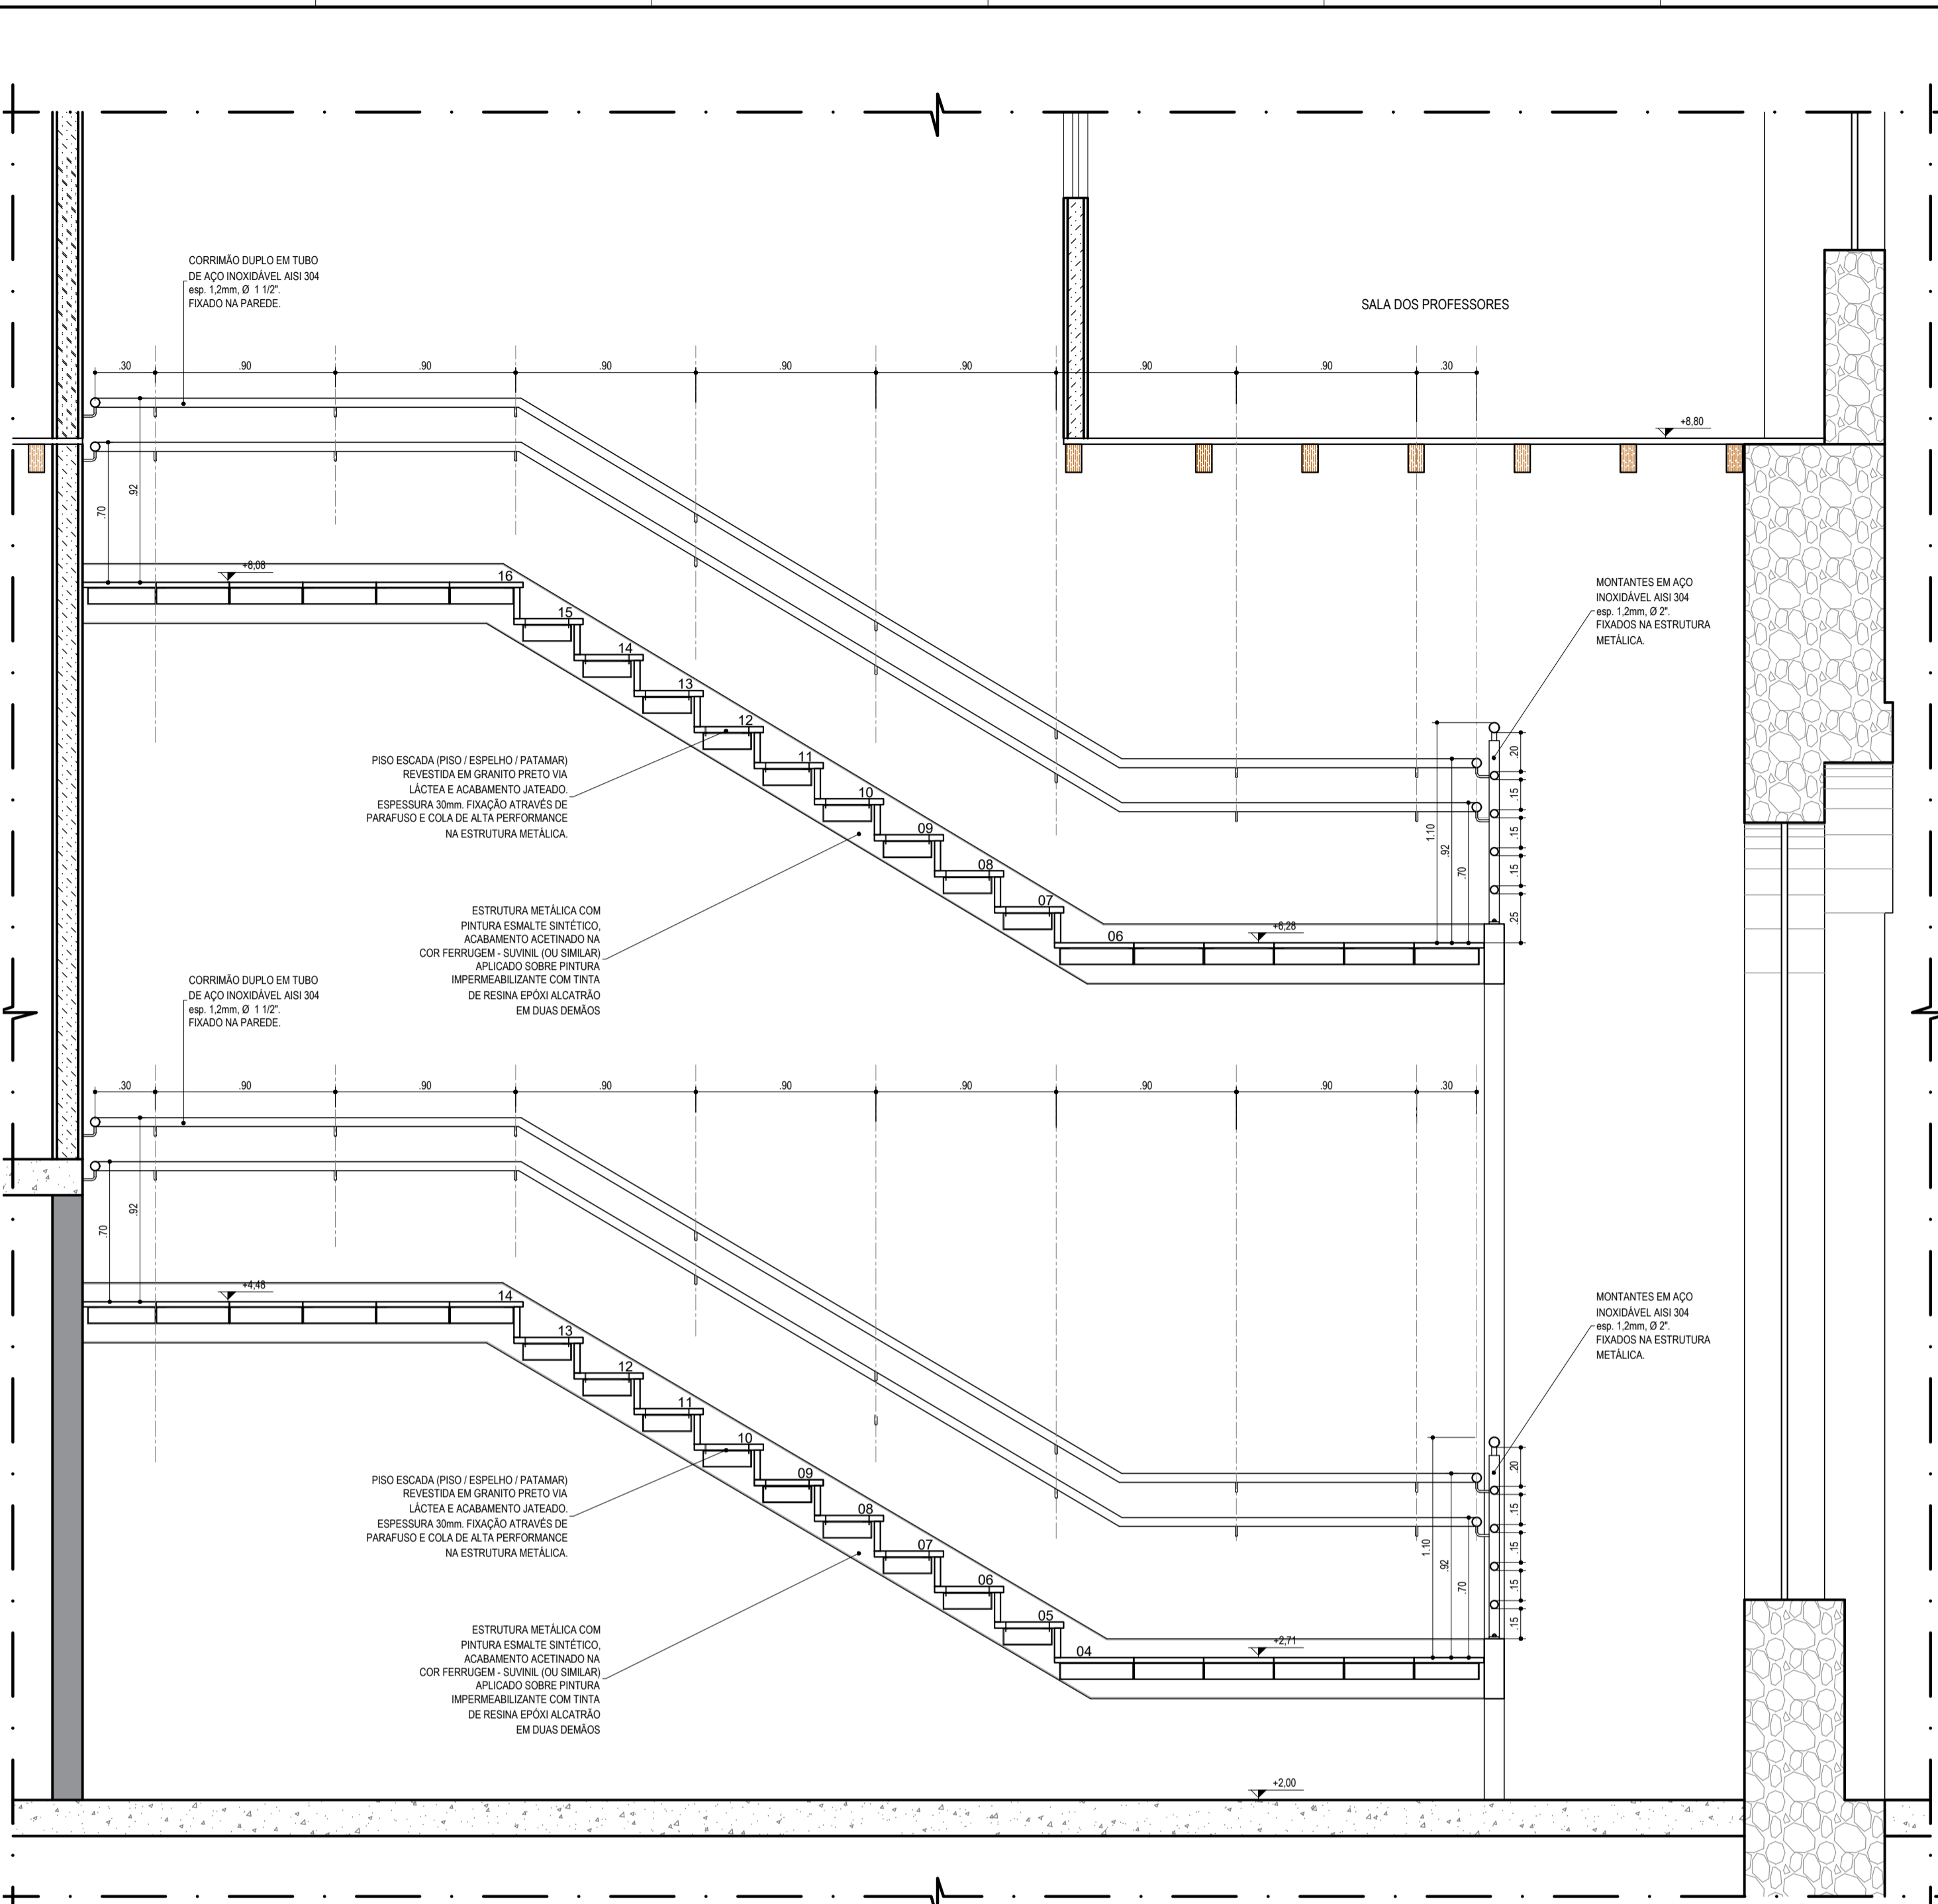 CORRIMÃO DUPLO EM TUBO
DE AÇO INOXIDÁVEL AISI 304
esp. 1,2mm, Ø 1 1/2".
FIXADO NA PAREDE.
SALA DOS PROFESSORES
.30
.90
.90
.90
.90
.90
.90
.90
.30
+8,80
.92
.70
+8,08
16
15
14
13
12
11
10
09
08
07
06
+6,28
MONTANTES EM AÇO
INOXIDÁVEL AISI 304
esp. 1,2mm, Ø 2".
FIXADOS NA ESTRUTURA
METÁLICA.
PISO ESCADA (PISO / ESPELHO / PATAMAR)
REVESTIDA EM GRANITO PRETO VIA
LÁCTEA E ACABAMENTO JATEADO.
ESPESSURA 30mm. FIXAÇÃO ATRAVÉS DE
PARAFUSO E COLA DE ALTA PERFORMANCE
NA ESTRUTURA METÁLICA.
1.10
.92
.70
.20
.15
.15
.15
.25
ESTRUTURA METÁLICA COM
PINTURA ESMALTE SINTÉTICO,
ACABAMENTO ACETINADO NA
COR FERRUGEM - SUVINIL (OU SIMILAR)
APLICADO SOBRE PINTURA
IMPERMEABILIZANTE COM TINTA
DE RESINA EPÓXI ALCATRÃO
EM DUAS DEMÃOS
CORRIMÃO DUPLO EM TUBO
DE AÇO INOXIDÁVEL AISI 304
esp. 1,2mm, Ø 1 1/2".
FIXADO NA PAREDE.
.30
.90
.90
.90
.90
.90
.90
.90
.30
.92
.70
+4,48
14
13
12
11
10
09
08
07
06
05
04
+2,71
MONTANTES EM AÇO
INOXIDÁVEL AISI 304
esp. 1,2mm, Ø 2".
FIXADOS NA ESTRUTURA
METÁLICA.
PISO ESCADA (PISO / ESPELHO / PATAMAR)
REVESTIDA EM GRANITO PRETO VIA
LÁCTEA E ACABAMENTO JATEADO.
ESPESSURA 30mm. FIXAÇÃO ATRAVÉS DE
PARAFUSO E COLA DE ALTA PERFORMANCE
NA ESTRUTURA METÁLICA.
1.10
.92
.70
.20
.15
.15
.15
.15
ESTRUTURA METÁLICA COM
PINTURA ESMALTE SINTÉTICO,
ACABAMENTO ACETINADO NA
COR FERRUGEM - SUVINIL (OU SIMILAR)
APLICADO SOBRE PINTURA
IMPERMEABILIZANTE COM TINTA
DE RESINA EPÓXI ALCATRÃO
EM DUAS DEMÃOS
+2,00